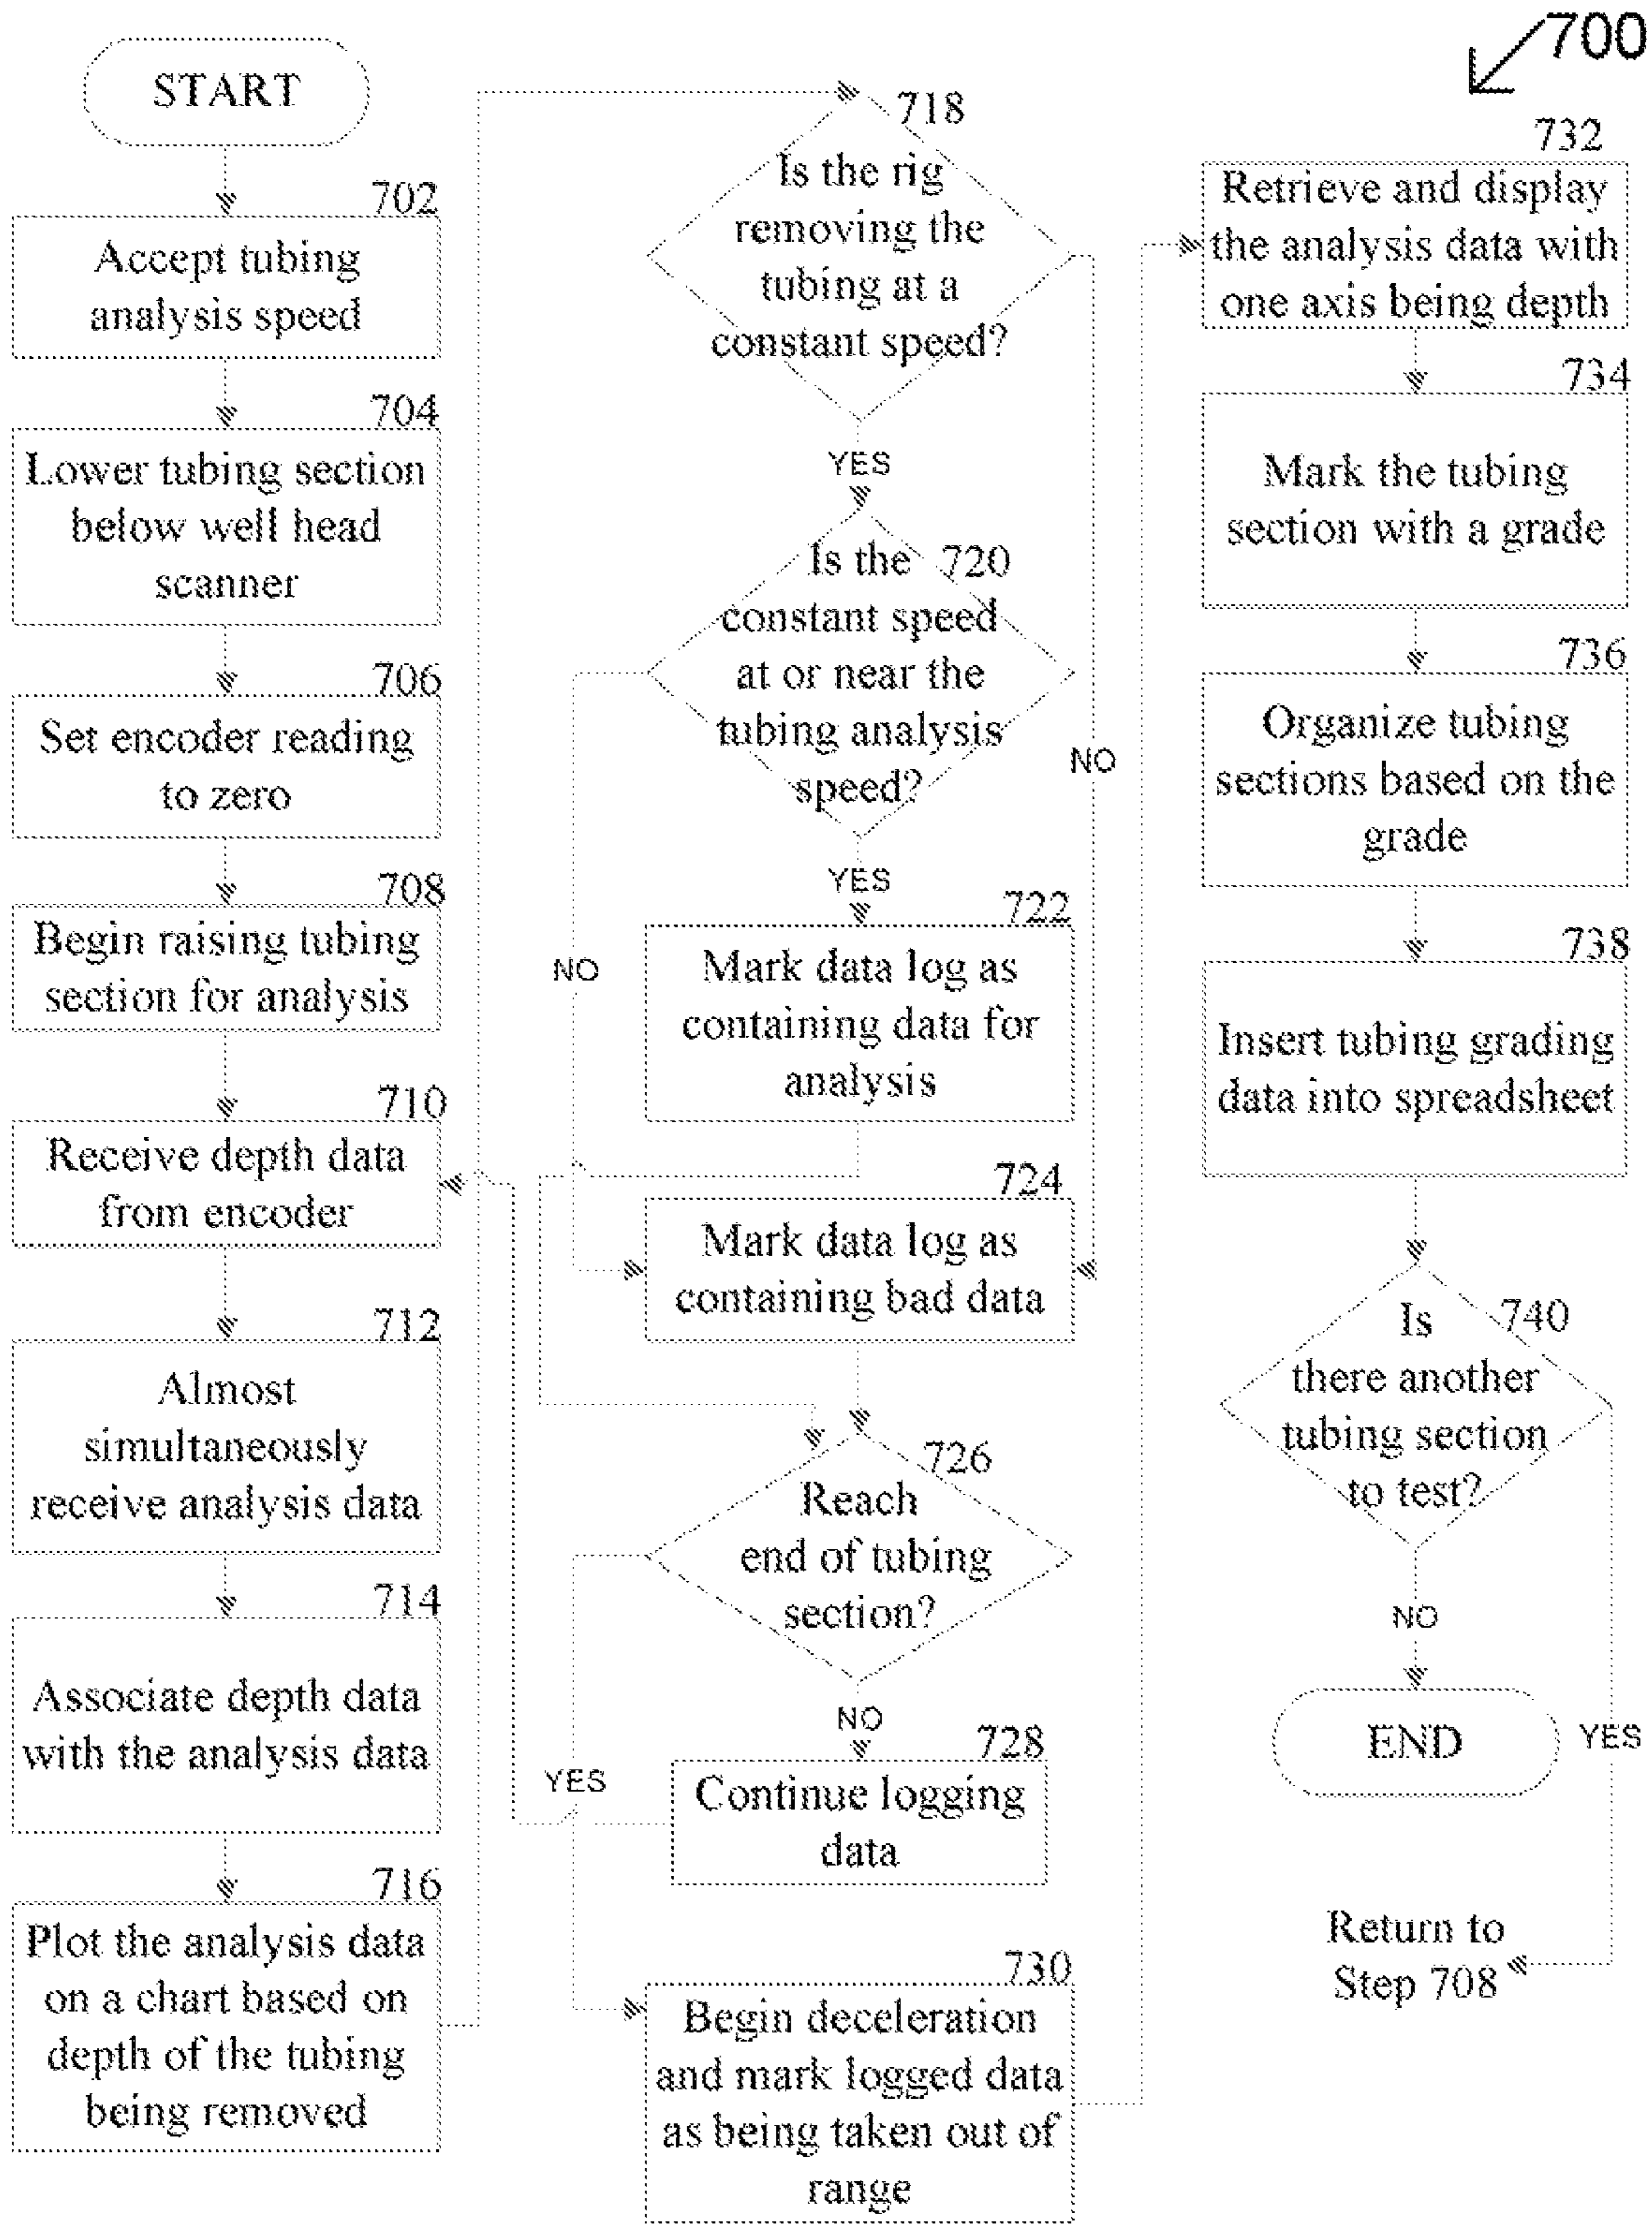 700
START
702
Accept tubing
analysis speed
704
Lower tubing section
below well head
scanner
706
Set encoder reading
to zero
708
Begin raising tubing
section for analysis
710
Receive depth data
from encoder
712
Almost
simultaneously
receive analysis data
714
Associate depth data
with the analysis data
716
Plot the analysis data
on a chart based on
depth of the tubing
being removed
718
Is the rig
removing the
tubing at a
constant speed?
YES
NO
720
Is the
constant speed
at or near the
tubing analysis
speed?
YES
NO
722
Mark data log as
containing data for
analysis
724
Mark data log as
containing bad data
726
Reach
end of tubing
section?
NO
YES
728
Continue logging
data
730
Begin deceleration
and mark logged data
as being taken out of
range
732
Retrieve and display
the analysis data with
one axis being depth
734
Mark the tubing
section with a grade
736
Organize tubing
sections based on the
grade
738
Insert tubing grading
data into spreadsheet
740
Is
there another
tubing section
to test?
NO
END
YES
Return to
Step 708